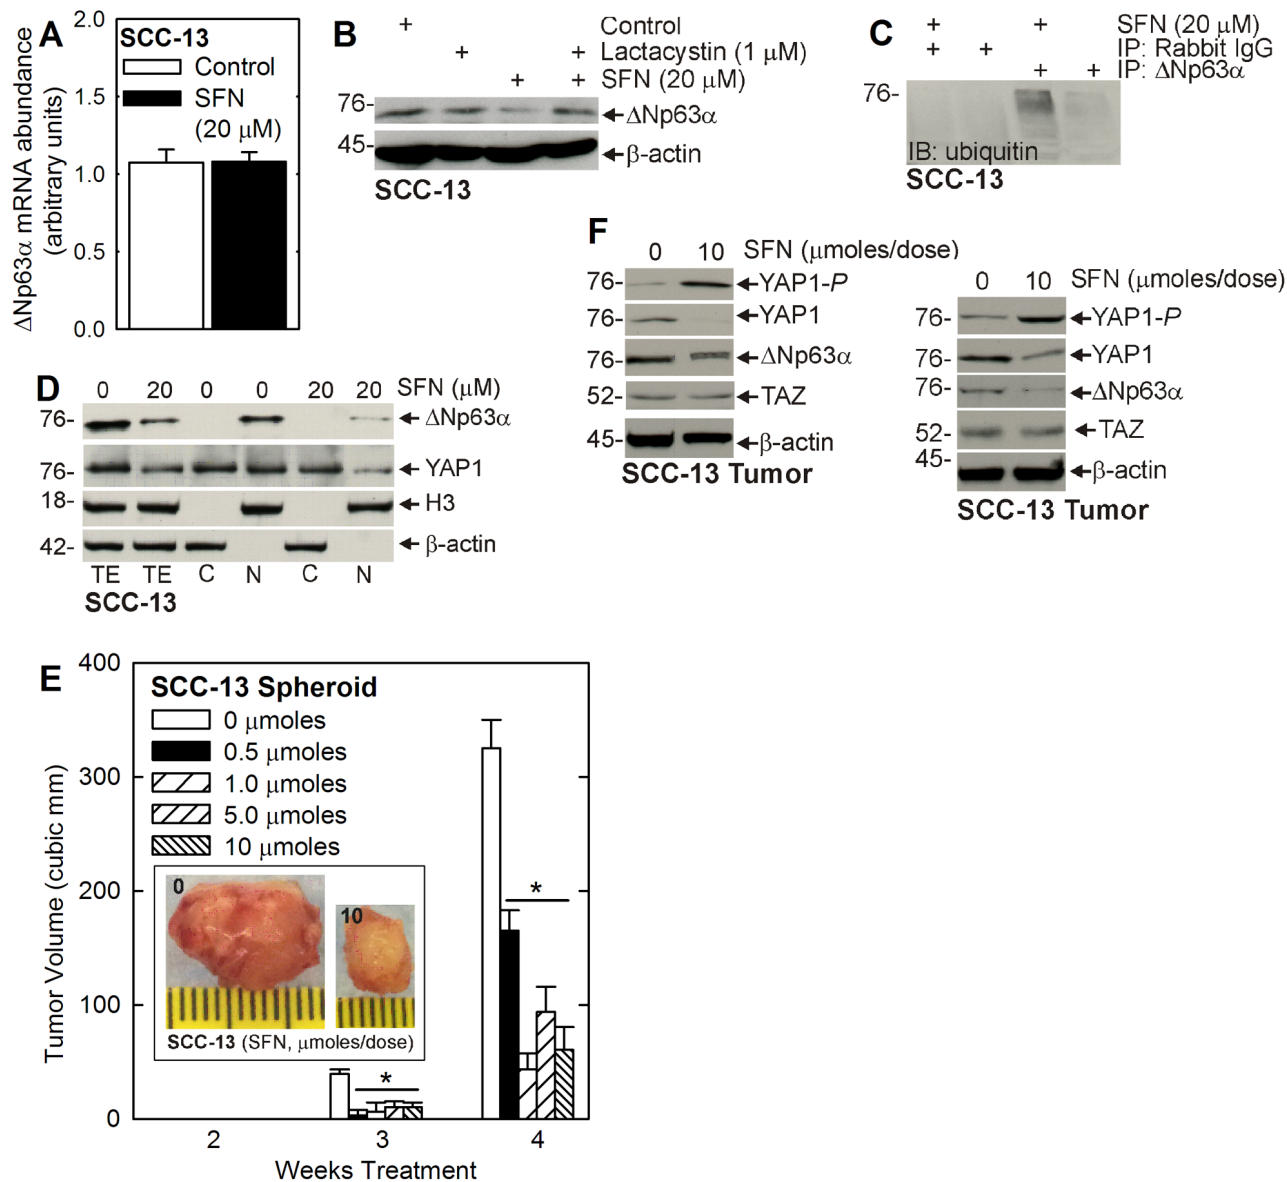 A
SCC-13
Control
SFN
(20 μM)
ΔNp63α mRNA abundance
(arbitrary units)
2.0
1.5
1.0
0.5
0.0
B
+ Control
+ + Lactacystin (1 μM)
+ + SFN (20 μM)
76-
ΔNp63α
45-
β-actin
SCC-13
C
+ + SFN (20 μM)
+ + IP: Rabbit IgG
+ + IP: ΔNp63α
76-
IB: ubiquitin
SCC-13
D
0 20 0 0 20 20 SFN (μM)
76- ΔNp63α
76- YAP1
18- H3
42- β-actin
TE TE C N C N
SCC-13
F
0 10 SFN (μmoles/dose)
76- YAP1-P
76- YAP1
76- ΔNp63α
52- TAZ
45- β-actin
SCC-13 Tumor
0 10 SFN (μmoles/dose)
76- YAP1-P
76- YAP1
76- ΔNp63α
52- TAZ
45- β-actin
SCC-13 Tumor
E
SCC-13 Spheroid
0 μmoles
0.5 μmoles
1.0 μmoles
5.0 μmoles
10 μmoles
0
10
SCC-13 (SFN, μmoles/dose)
*
*
Tumor Volume (cubic mm)
400
300
200
100
0
2 3 4
Weeks Treatment